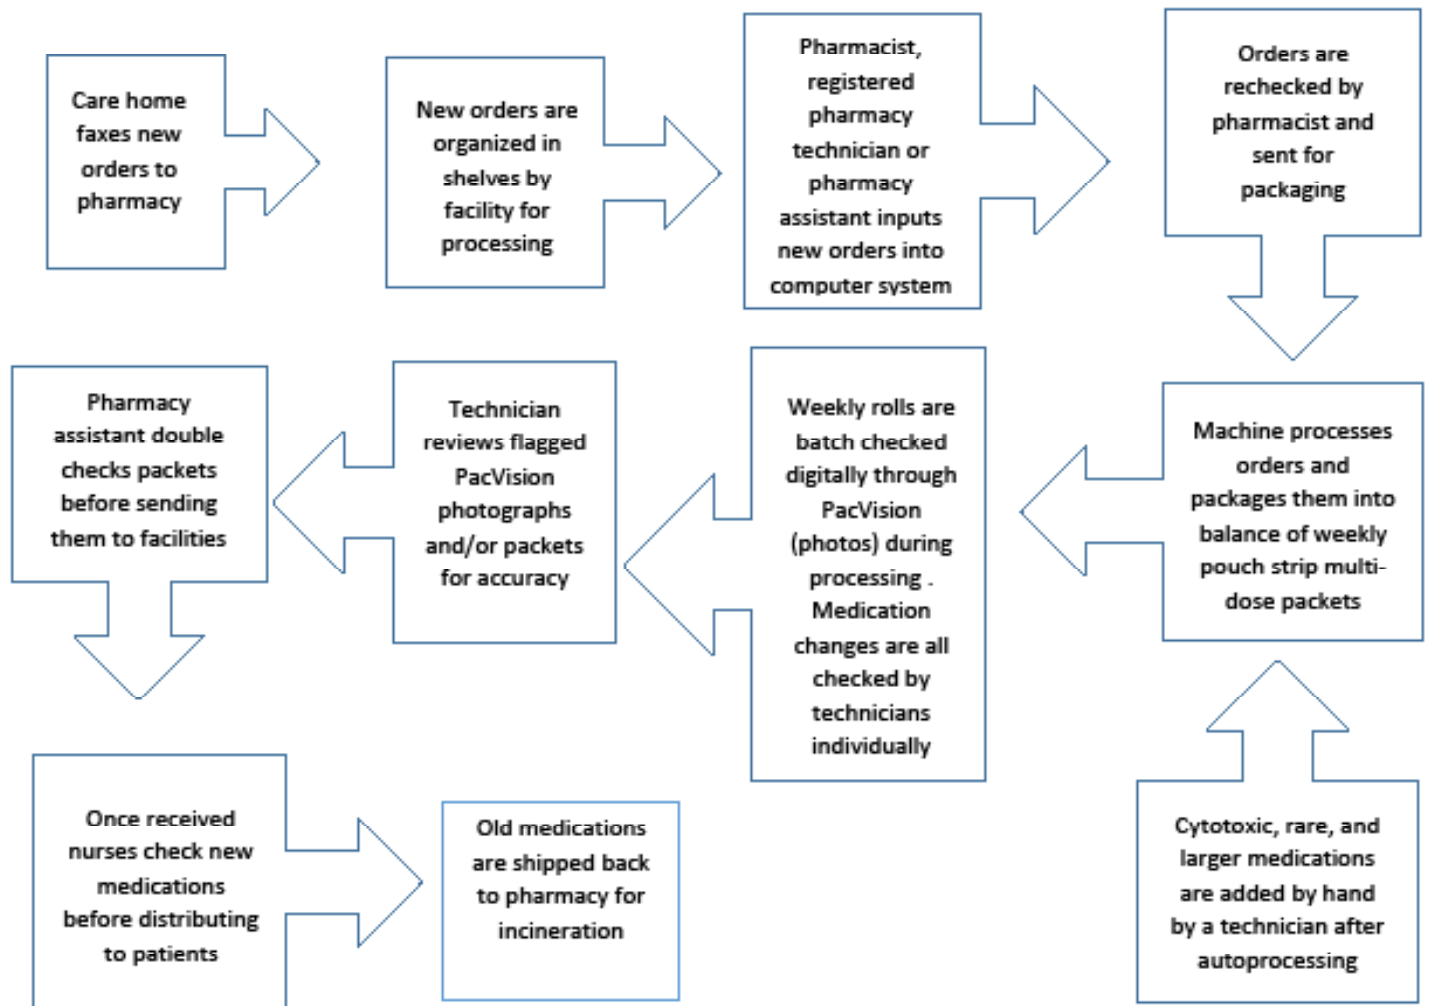 Care home
faxes new
orders to
pharmacy
New orders are
organized in
shelves by
facility for
processing
Pharmacist,
registered
pharmacy
technician or
pharmacy
assistant inputs
new orders into
computer system
Orders are
rechecked by
pharmacist and
sent for
packaging
Machine processes
orders and
packages them into
balance of weekly
pouch strip multi-
dose packets
Cytotoxic, rare, and
larger medications
are added by hand
by a technician after
autoprocessing
Weekly rolls are
batch checked
digitally through
PacVision
(photos) during
processing .
Medication
changes are all
checked by
technicians
individually
Technician
reviews flagged
PacVision
photographs
and/or packets
for accuracy
Pharmacy
assistant double
checks packets
before sending
them to facilities
Once received
nurses check new
medications
before distributing
to patients
Old medications
are shipped back
to pharmacy for
incineration